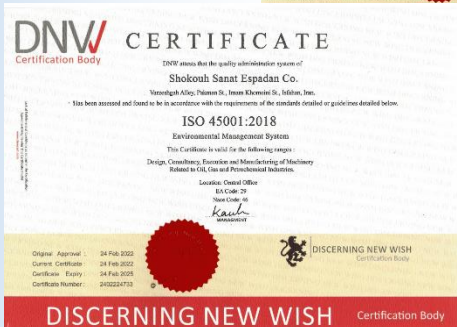 DNV
Certification Body
CERTIFICATE
DNW attests that the quality administration system of
Shokouh Sanat Espadan Co.
Varzeshgah Alley, Palaman St., Imam Khomeini St., Isfahan, Iran.
Has been assessed and found to be in accordance with the requirements of the standards detailed or guidelines detailed below.
ISO 45001:2018
Environmental Management System
This Certificate is valid for the following ranges :
Design, Consultancy, Execution and Manufacturing of Machinery
Related to Oil, Gas and Petrochemical Industries.
Location: Central Office
EA Code: 29
Nace Code: 46
MANAGEMENT
Original Approval : 24 Feb 2022
Current Certificate : 24 Feb 2022
Certificate Expiry : 24 Feb 2025
Certificate Number : 2402224733
DISCERNING NEW WISH
Certification Body
DISCERNING NEW WISH Certification Body